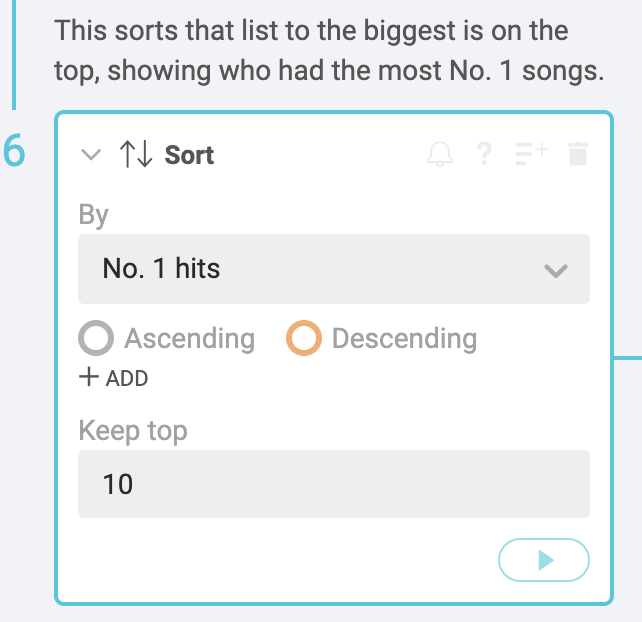 This sorts that list to the biggest is on the
top, showing who had the most No. 1 songs.
6
Sort
?
By
No. 1 hits
Ascending Descending
+ ADD
Keep top
10